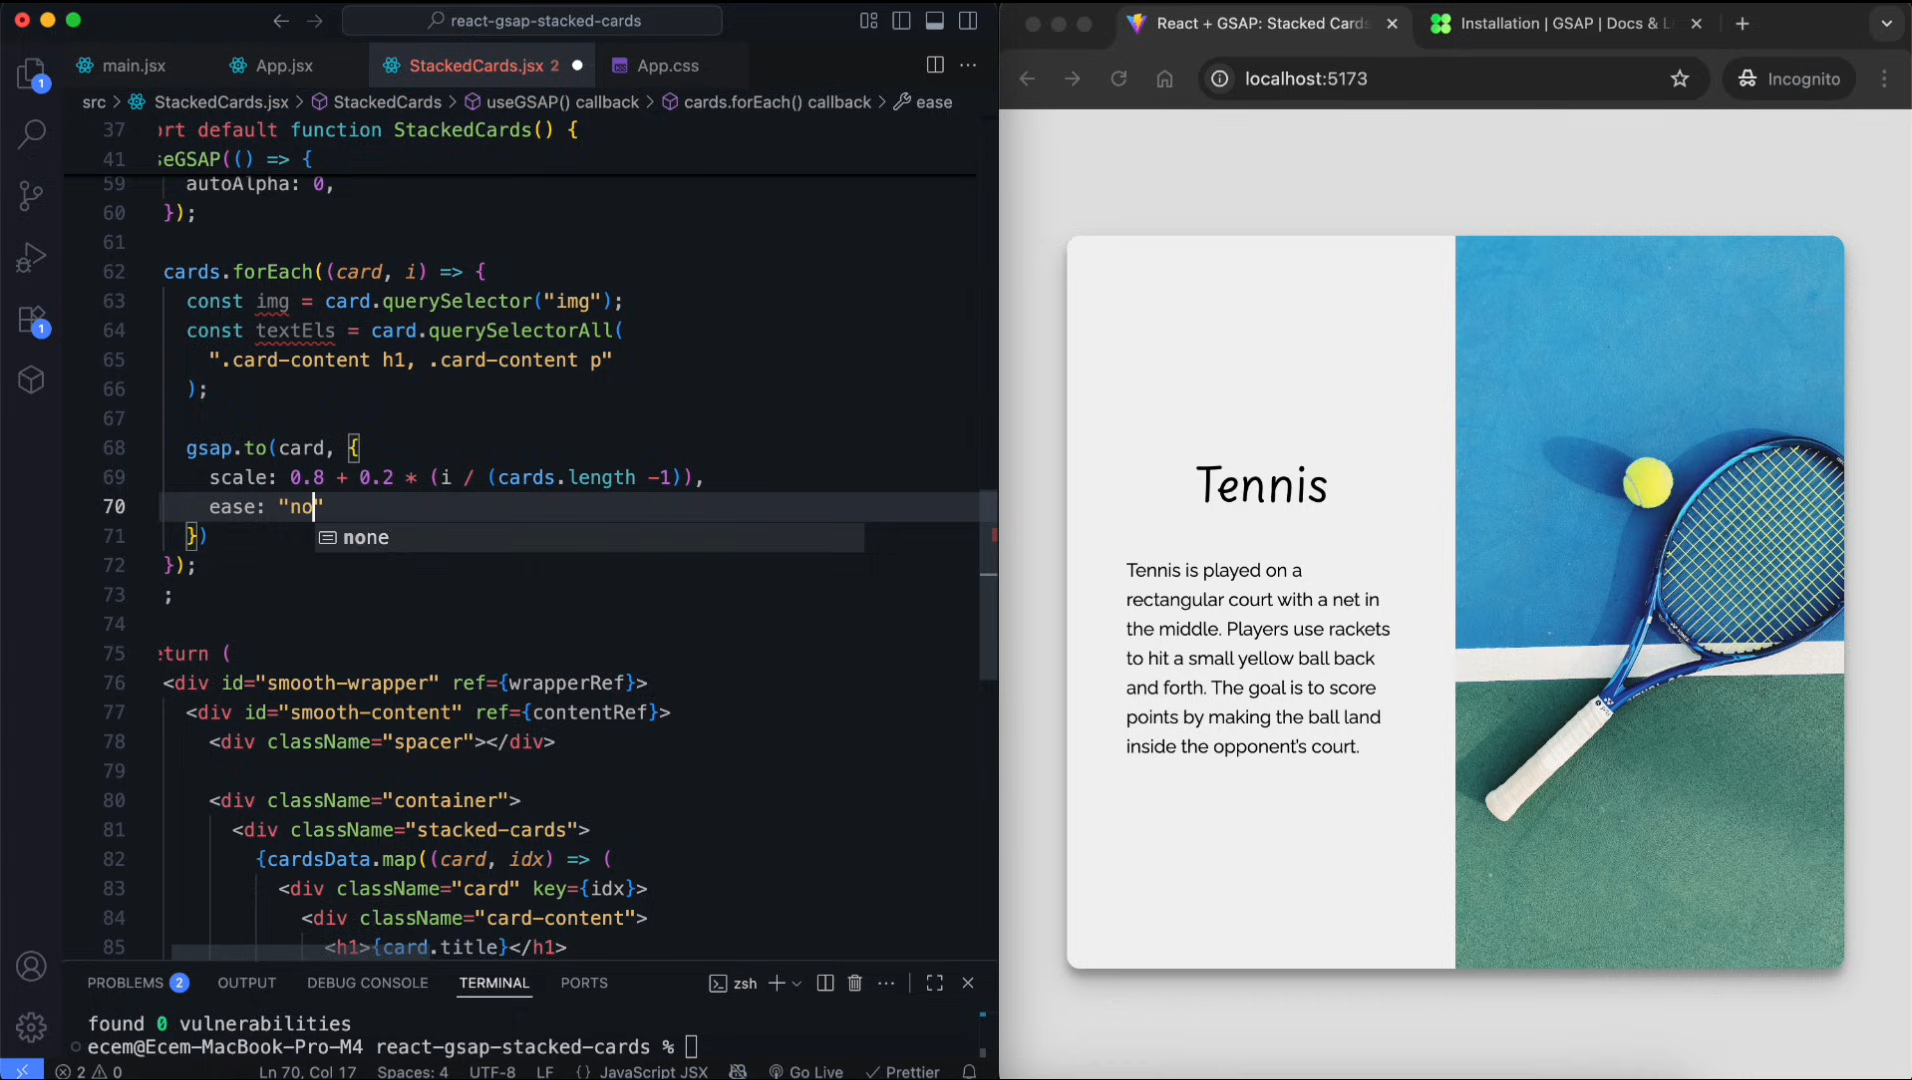 react-gsap-stacked-cards
main.jsx
App.jsx
StackedCards.jsx 2
App.css
src > StackedCards.jsx > StackedCards > useGSAP() callback > cards.forEach() callback > ease
37 ort default function StackedCards() {
41 seGSAP(() => {
59 autoAlpha: 0,
60 });
61
62 cards.forEach((card, i) => {
63 const img = card.querySelector("img");
64 const textEls = card.querySelectorAll(
65 ".card-content h1, .card-content p"
66 );
67
68 gsap.to(card, {
69 scale: 0.8 + 0.2 * (i / (cards.length -1)),
70 ease: "no"
none
71 })
72 });
73 ;
74
75 eturn (
76 <div id="smooth-wrapper" ref={wrapperRef}>
77 <div id="smooth-content" ref={contentRef}>
78 <div className="spacer"></div>
79
80 <div className="container">
81 <div className="stacked-cards">
82 {cardsData.map((card, idx) => (
83 <div className="card" key={idx}>
84 <div className="card-content">
85 <h1>{card.title}</h1>
1
1
PROBLEMS 2 OUTPUT DEBUG CONSOLE TERMINAL PORTS zsh
found 0 vulnerabilities
ecem@Ecem-MacBook-Pro-M4 react-gsap-stacked-cards %
2 0 Ln 70, Col 17 Spaces: 4 UTF-8 LF {} JavaScript JSX Go Live Prettier
React + GSAP: Stacked Cards
Installation | GSAP | Docs & L
localhost:5173
Incognito
Tennis
Tennis is played on a
rectangular court with a net in
the middle. Players use rackets
to hit a small yellow ball back
and forth. The goal is to score
points by making the ball land
inside the opponent's court.